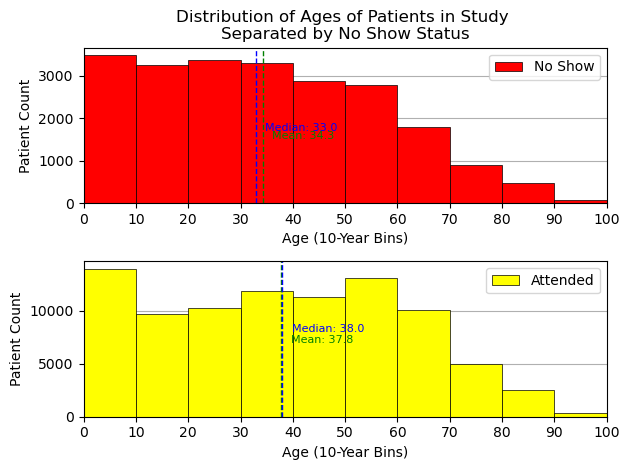 Distribution of Ages of Patients in Study
Separated by No Show Status
No Show
Patient Count
3000
2000
1000
0
Median: 33.0
Mean: 34.3
0 10 20 30 40 50 60 70 80 90 100
Age (10-Year Bins)
Attended
Patient Count
10000
5000
0
Median: 38.0
Mean: 37.8
0 10 20 30 40 50 60 70 80 90 100
Age (10-Year Bins)